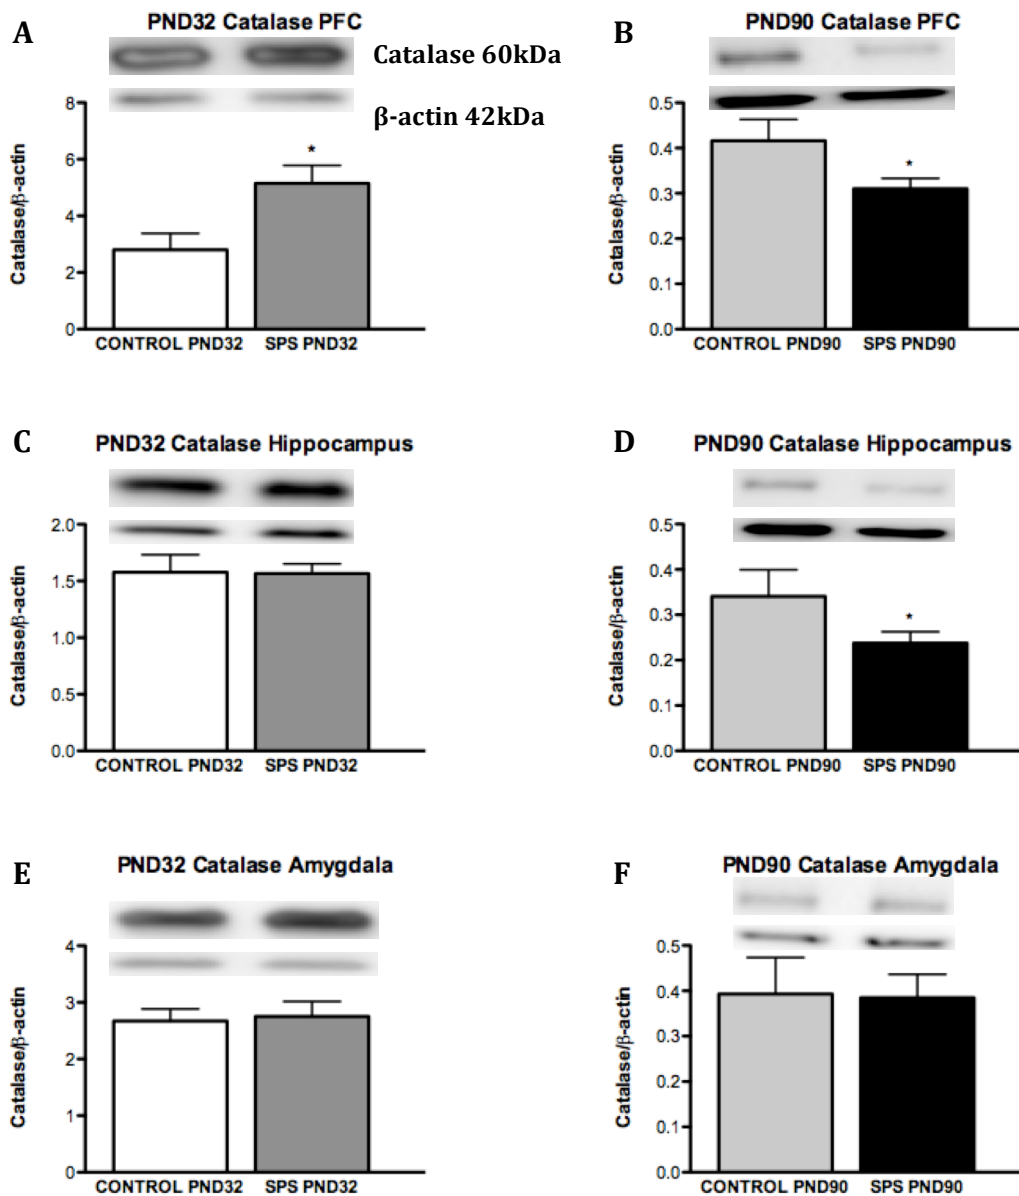 A
PND32 Catalase PFC
Catalase 60kDa
β-actin 42kDa
8
6
4
2
0
Catalase/β-actin
*
CONTROL PND32 SPS PND32
B
PND90 Catalase PFC
0.5
0.4
0.3
0.2
0.1
0.0
Catalase/β-actin
*
CONTROL PND90 SPS PND90
C
PND32 Catalase Hippocampus
2.0
1.5
1.0
0.5
0.0
Catalase/β-actin
CONTROL PND32 SPS PND32
D
PND90 Catalase Hippocampus
0.5
0.4
0.3
0.2
0.1
0.0
Catalase/β-actin
*
CONTROL PND90 SPS PND90
E
PND32 Catalase Amygdala
4
3
2
1
0
Catalase/β-actin
CONTROL PND32 SPS PND32
F
PND90 Catalase Amygdala
0.5
0.4
0.3
0.2
0.1
0.0
Catalase/β-actin
CONTROL PND90 SPS PND90